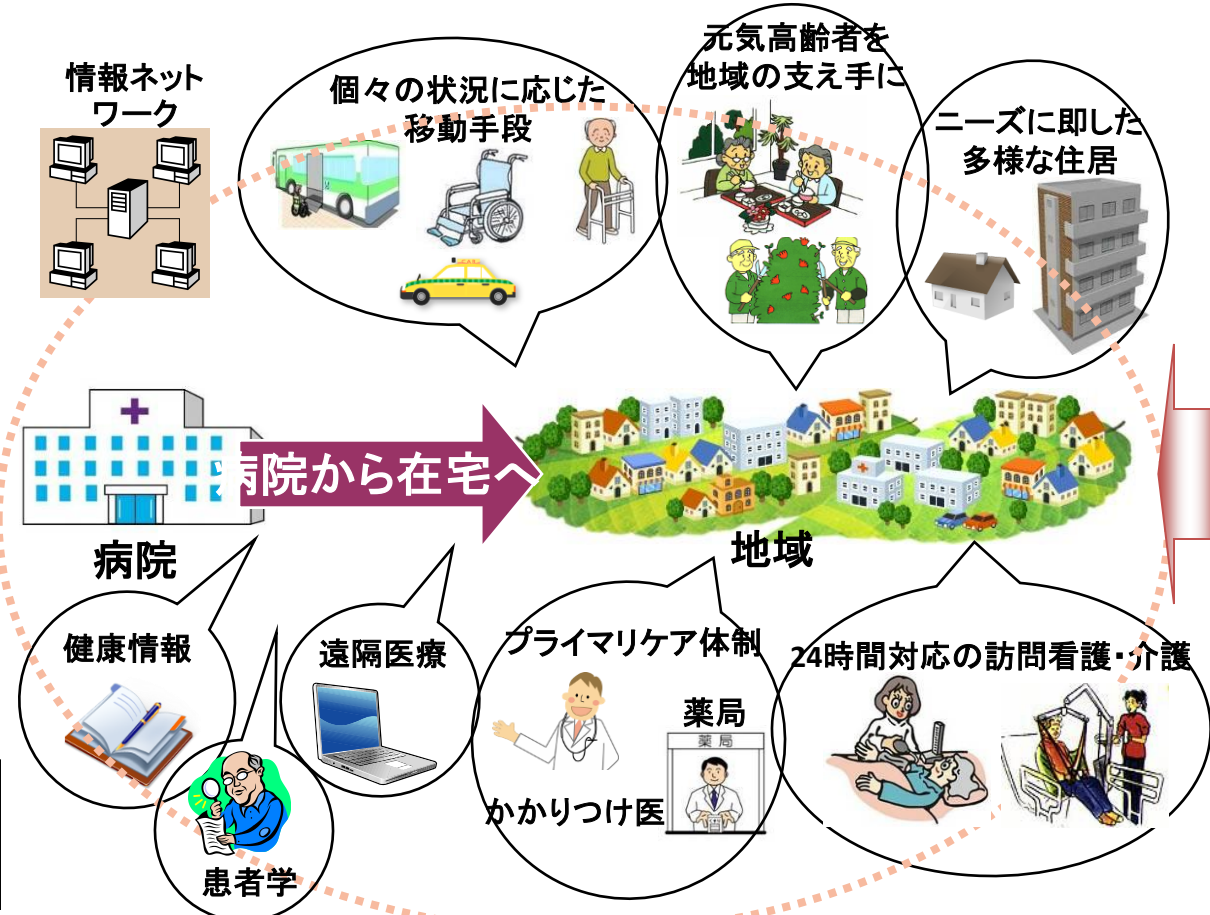 情報ネット
ワーク
個々の状況に応じた
移動手段
元気高齢者を
地域の支え手に
ニーズに即した
多様な住居
病院から在宅へ
病院
地域
健康情報
遠隔医療
プライマリケア体制
24時間対応の訪問看護・介護
薬局
薬局
かかりつけ医
患者学